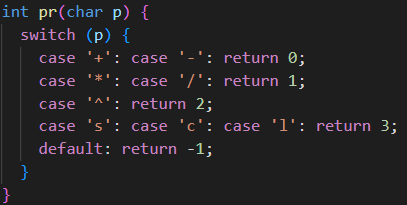 int pr(char p) {
  switch (p) {
    case '+': case '-': return 0;
    case '*': case '/': return 1;
    case '^': return 2;
    case 's': case 'c': case 'l': return 3;
    default: return -1;
  }
}